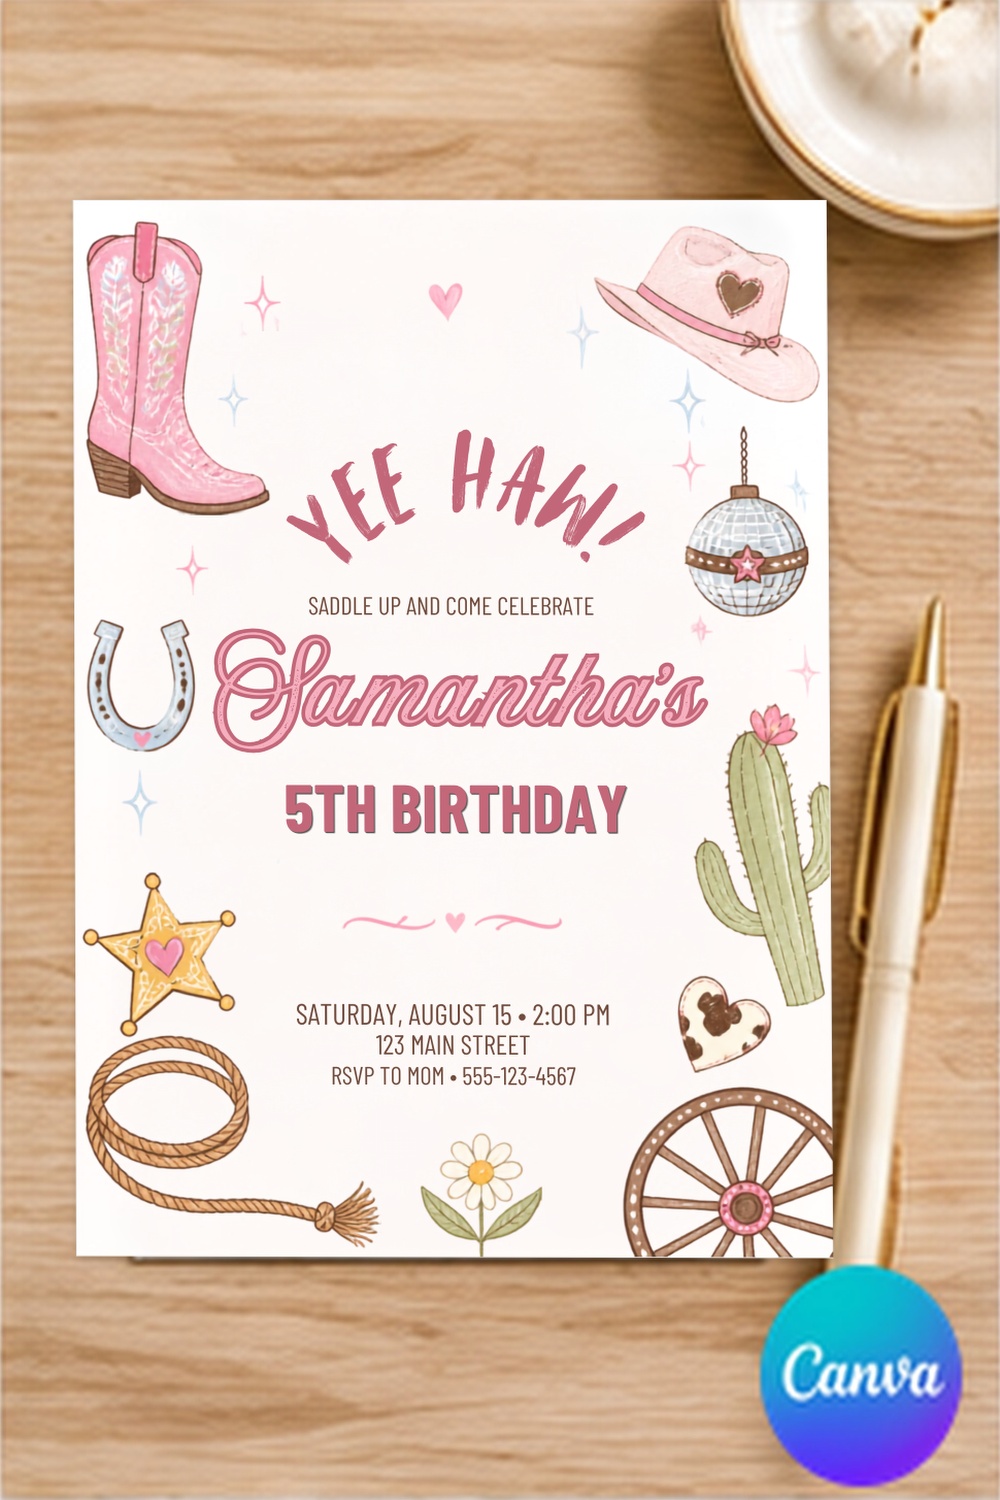 YEE HAW!
SADDLE UP AND COME CELEBRATE
Samantha's
5TH BIRTHDAY
SATURDAY, AUGUST 15 • 2:00 PM
123 MAIN STREET
RSVP TO MOM • 555-123-4567
Canva